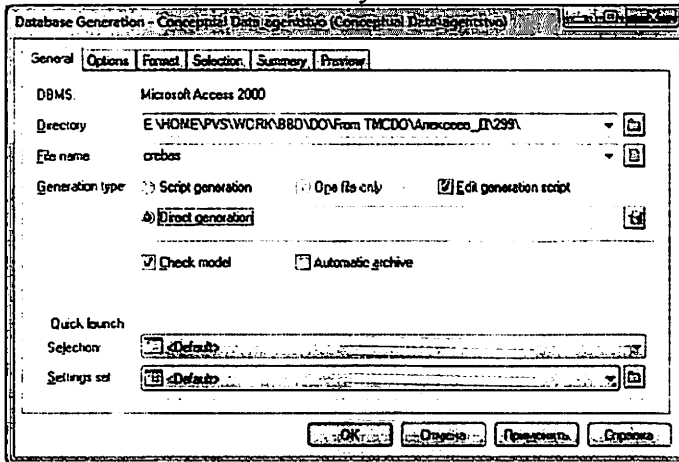 Database Generation - Conceptual Data agentstvo (Conceptual Data agentstvo)
General Options Format Selection Summary Preview
DBMS: Microsoft Access 2000
Directory E:\HOME\PVS\WORK\BBD\DO\From TMCDO\Алексеев_Д\299\
File name crebas
Generation type Script generation One file only Edit generation script
Direct generation
Check model Automatic archive
Quick launch
Selection: <Default>
Settings set <Default>
OK Отмена Применить Справка